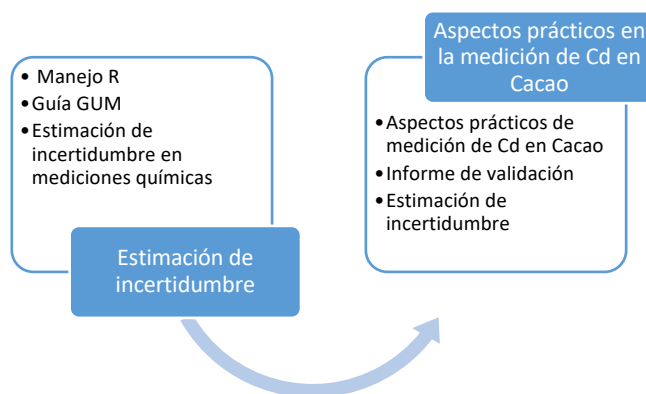 • Manejo R
•Guía GUM
•Estimación de
incertidumbre en
mediciones químicas
Estimación de
incertidumbre
Aspectos prácticos en
la medición de Cd en
Cacao
•Aspectos prácticos de
medición de Cd en Cacao
•Informe de validación
•Estimación de
incertidumbre